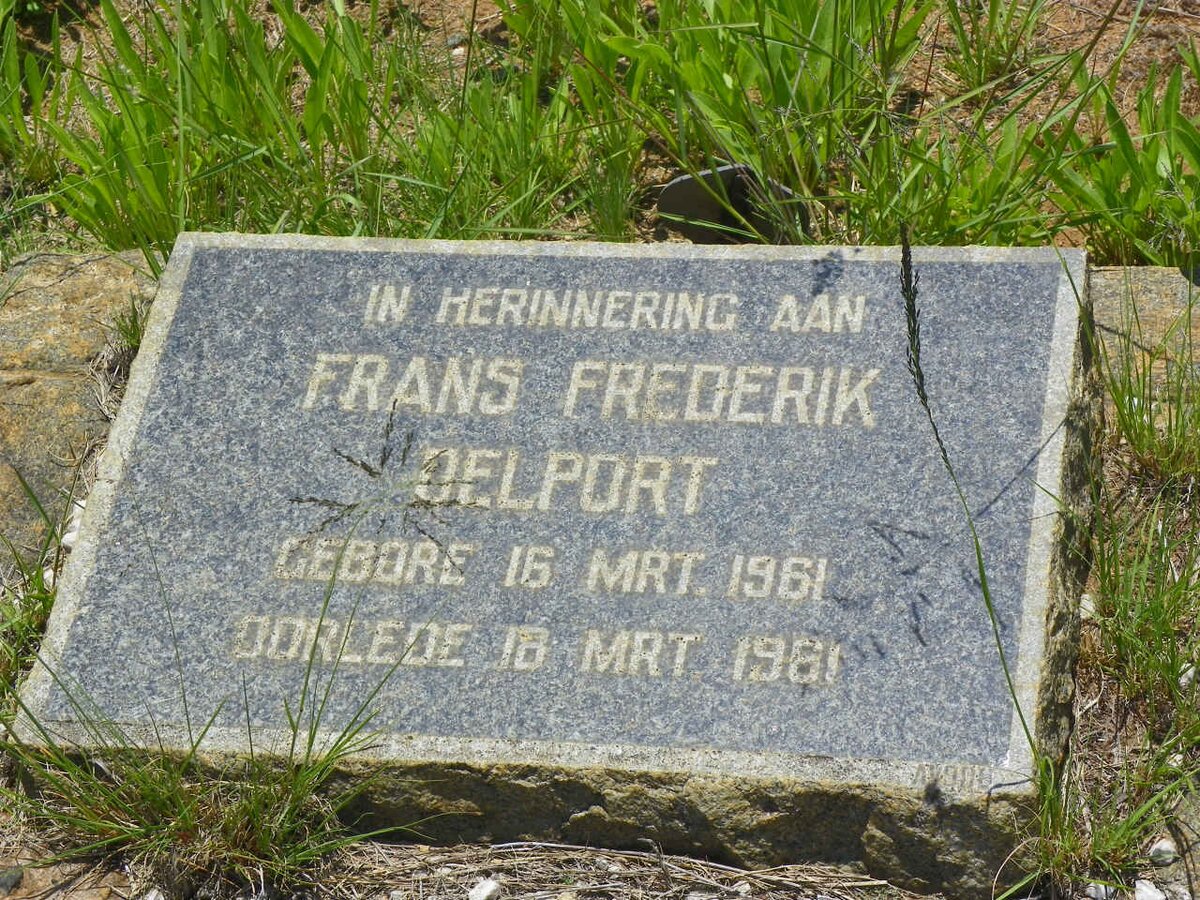 IN HERINNERING AAN
FRANS FREDERIK
DELPORT
GEBORE 16 MRT. 1961
OORLEDE 18 MRT. 1961